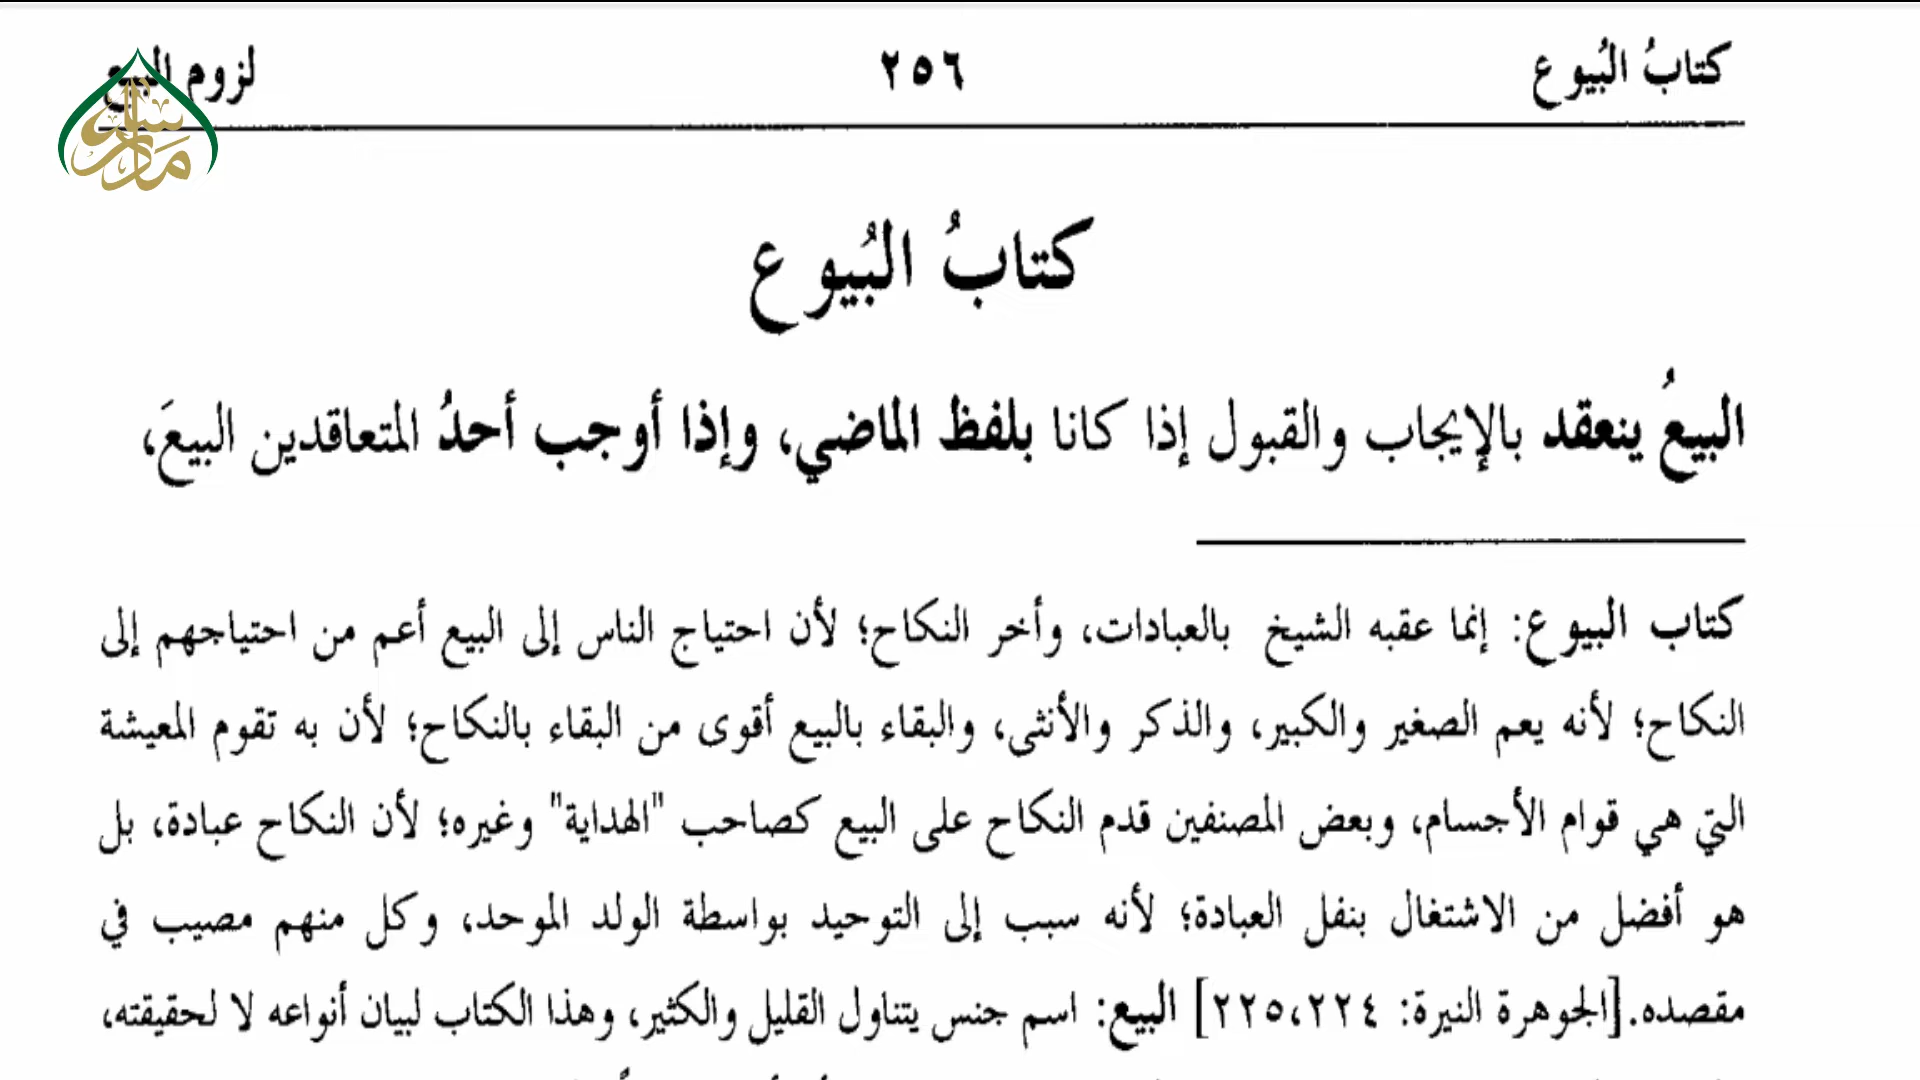 كتابُ البُيوع ٢٥٦ لزوم البيع
مدارس
كتابُ البُيوع
البيعُ ينعقد بالإيجاب والقبول إذا كانا بلفظ الماضي، وإذا أوجب أحدُ المتعاقدين البيعَ،
كتاب البيوع: إنما عقبه الشيخ بالعبادات، وأخر النكاح؛ لأن احتياج الناس إلى البيع أعم من احتياجهم إلى
النكاح؛ لأنه يعم الصغير والكبير، والذكر والأنثى، والبقاء بالبيع أقوى من البقاء بالنكاح؛ لأن به تقوم المعيشة
التي هي قوام الأجسام، وبعض المصنفين قدم النكاح على البيع كصاحب "الهداية" وغيره؛ لأن النكاح عبادة، بل
هو أفضل من الاشتغال بنفل العبادة؛ لأنه سبب إلى التوحيد بواسطة الولد الموحد، وكل منهم مصيب في
مقصده.[الجوهرة النيرة: ٢٢٥،٢٢٤] البيع: اسم جنس يتناول القليل والكثير، وهذا الكتاب لبيان أنواعه لا لحقيقته،